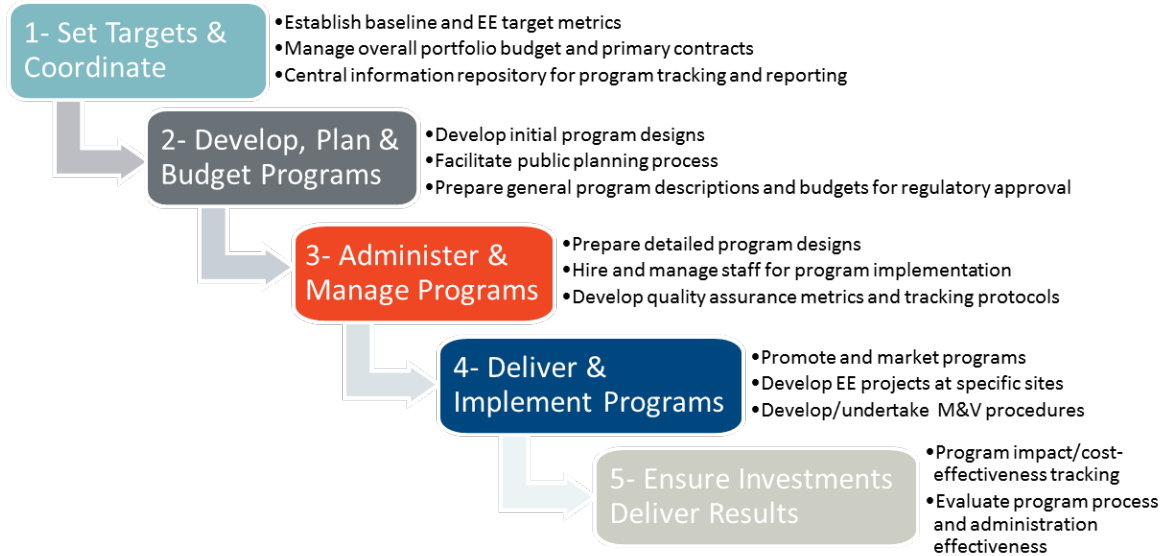 1- Set Targets &
Coordinate
•Establish baseline and EE target metrics
•Manage overall portfolio budget and primary contracts
•Central information repository for program tracking and reporting
2- Develop, Plan &
Budget Programs
•Develop initial program designs
•Facilitate public planning process
•Prepare general program descriptions and budgets for regulatory approval
3- Administer &
Manage Programs
•Prepare detailed program designs
•Hire and manage staff for program implementation
•Develop quality assurance metrics and tracking protocols
4- Deliver &
Implement Programs
•Promote and market programs
•Develop EE projects at specific sites
•Develop/undertake M&V procedures
5- Ensure Investments
Deliver Results
•Program impact/cost-
effectiveness tracking
•Evaluate program process
and administration
effectiveness